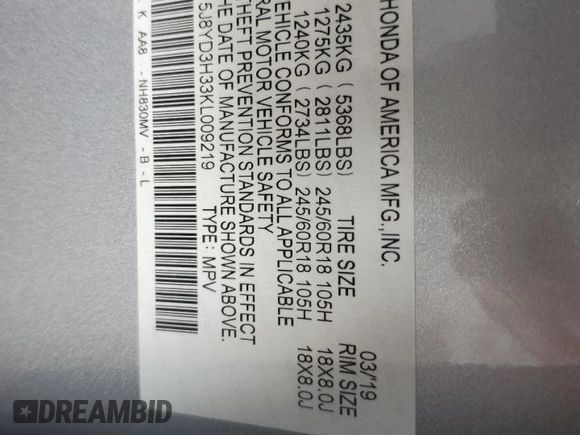 HONDA OF AMERICA MFG.,INC. 03/'19
2435KG ( 5368LBS) TIRE SIZE RIM SIZE
1275KG ( 2811LBS) 245/60R18 105H 18X8.0J
1240KG ( 2734LBS) 245/60R18 105H 18X8.0J
VEHICLE CONFORMS TO ALL APPLICABLE
RAL MOTOR VEHICLE SAFETY
THEFT PREVENTION STANDARDS IN EFFECT
HE DATE OF MANUFACTURE SHOWN ABOVE.
5J8YD3H33KL009219 TYPE: MPV
K AA8 - NH830MV - B - L
DREAMBID